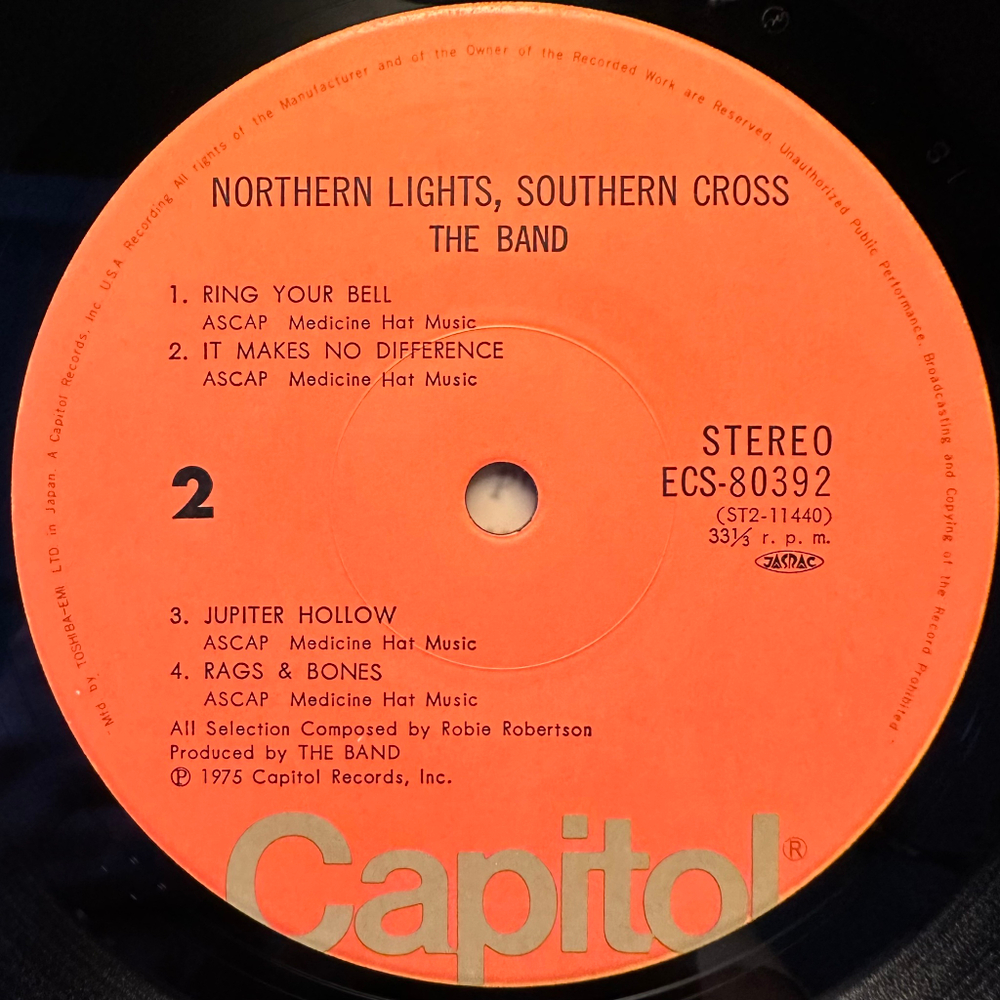 Mfd by TOSHIBA-EMI LTD in Japan. A Capitol Records, Inc. U.S.A. Recording All rights of the Manufacturer and of the Owner of the Recorded Work are Reserved. Unauthorized Public Performance. Broadcasting and Copying of the Record Prohibited.
NORTHERN LIGHTS, SOUTHERN CROSS
THE BAND
1. RING YOUR BELL
ASCAP Medicine Hat Music
2. IT MAKES NO DIFFERENCE
ASCAP Medicine Hat Music
2
STEREO
ECS-80392
(ST2-11440)
33⅓ r. p. m.
JASRAC
3. JUPITER HOLLOW
ASCAP Medicine Hat Music
4. RAGS & BONES
ASCAP Medicine Hat Music
All Selection Composed by Robie Robertson
Produced by THE BAND
Ⓟ 1975 Capitol Records, Inc.
Capitol®